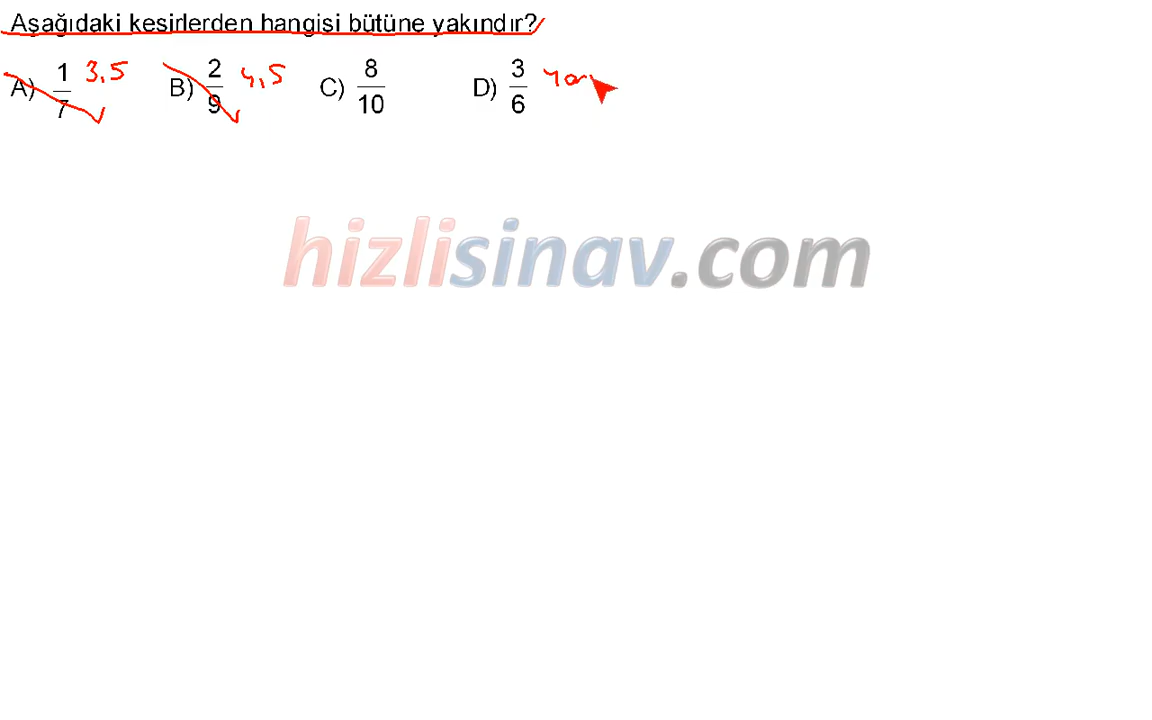 Aşağıdaki kesirlerden hangisi bütüne yakındır?
A) 1/7 3,5 B) 2/9 4,5 C) 8/10 D) 3/6
hizlisinav.com